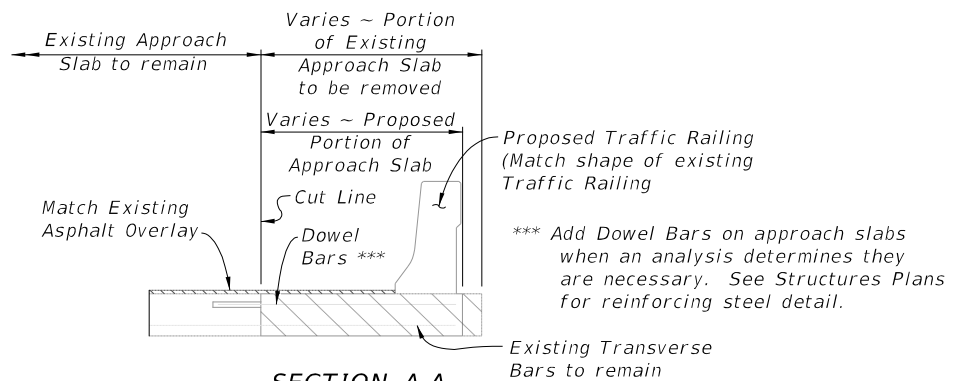 Varies ~ Portion
of Existing
Approach Slab
to be removed
Existing Approach
Slab to remain
Varies ~ Proposed
Portion of
Approach Slab
Proposed Traffic Railing
(Match shape of existing
Traffic Railing
Cut Line
Match Existing
Asphalt Overlay
Dowel
Bars ***
*** Add Dowel Bars on approach slabs
when an analysis determines they
are necessary. See Structures Plans
for reinforcing steel detail.
Existing Transverse
Bars to remain
SECTION A-A